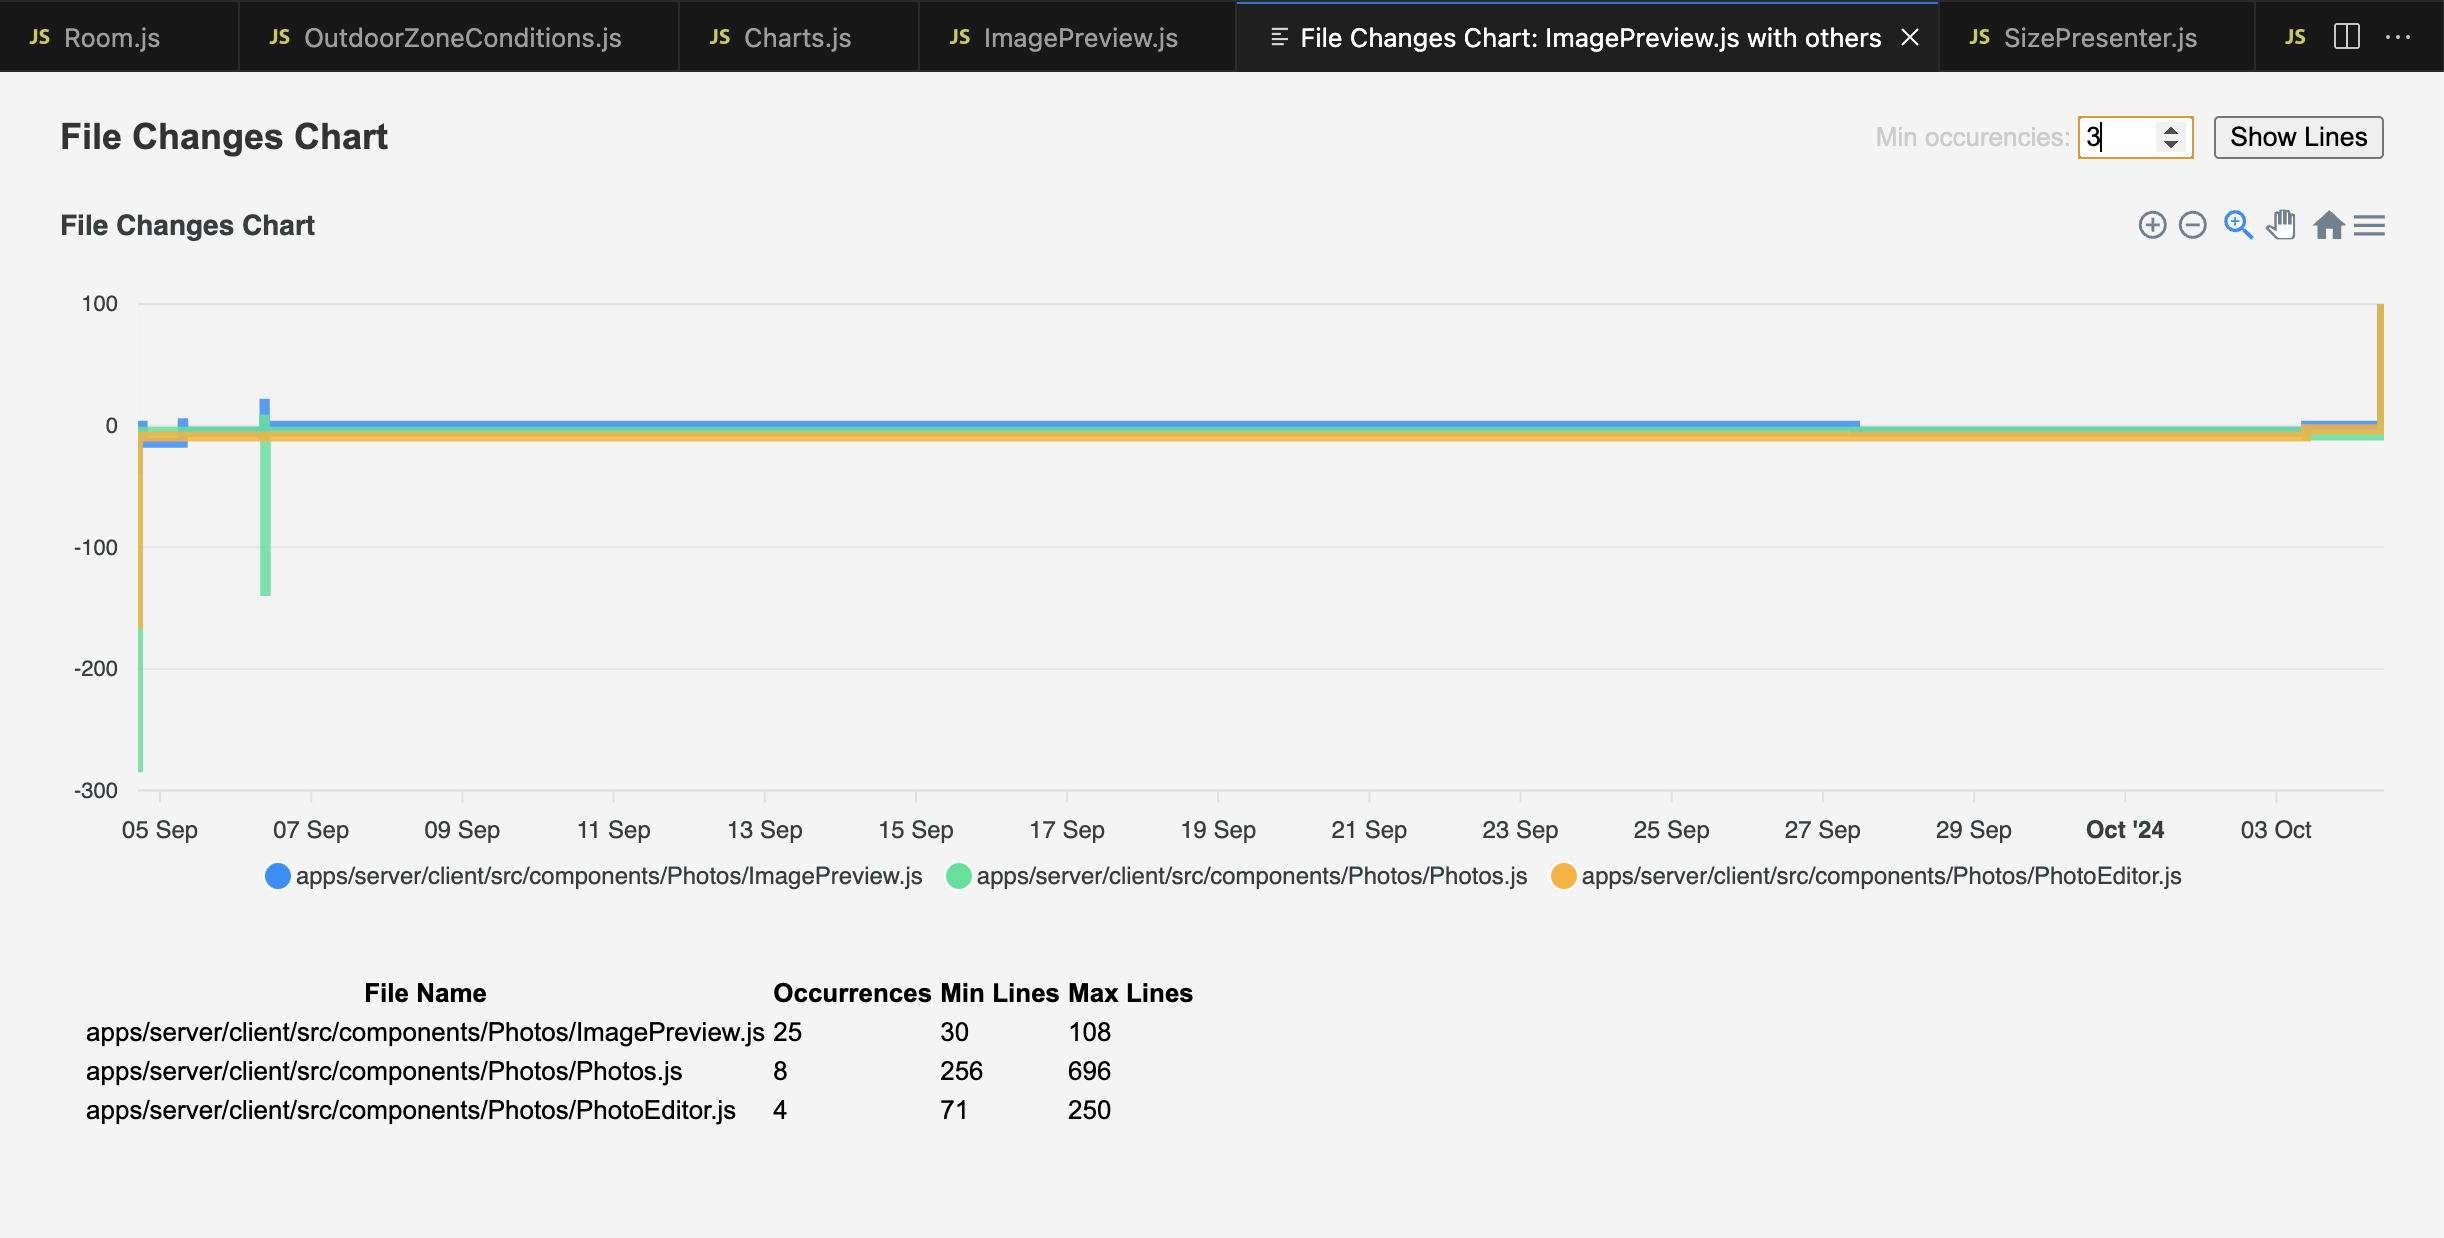 JS Room.js JS OutdoorZoneConditions.js JS Charts.js JS ImagePreview.js File Changes Chart: ImagePreview.js with others JS SizePresenter.js JS
File Changes Chart Min occurencies: 3 Show Lines
File Changes Chart
100
0
-100
-200
-300
05 Sep 07 Sep 09 Sep 11 Sep 13 Sep 15 Sep 17 Sep 19 Sep 21 Sep 23 Sep 25 Sep 27 Sep 29 Sep Oct '24 03 Oct
apps/server/client/src/components/Photos/ImagePreview.js apps/server/client/src/components/Photos/Photos.js apps/server/client/src/components/Photos/PhotoEditor.js
File Name Occurrences Min Lines Max Lines
apps/server/client/src/components/Photos/ImagePreview.js 25 30 108
apps/server/client/src/components/Photos/Photos.js 8 256 696
apps/server/client/src/components/Photos/PhotoEditor.js 4 71 250